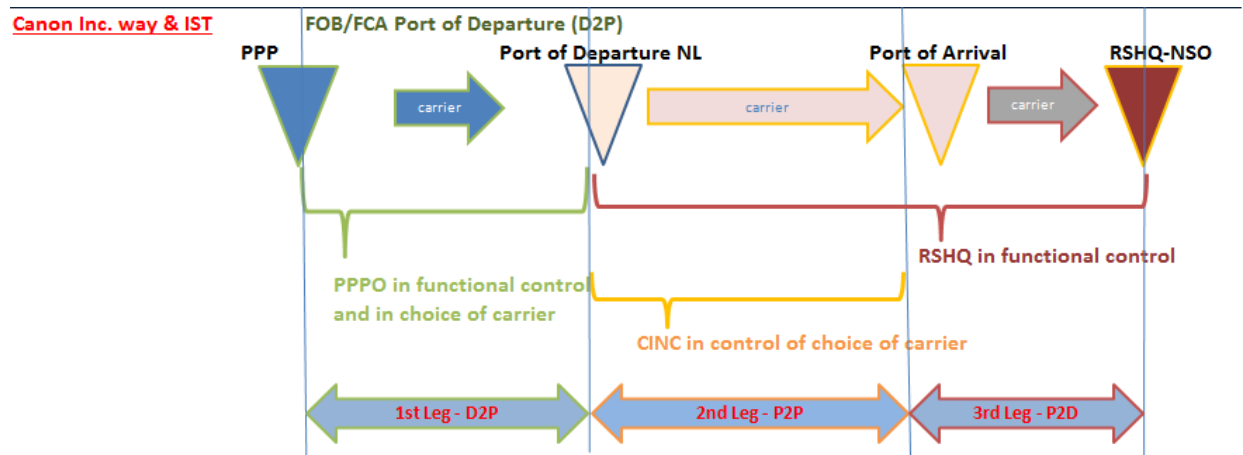 Canon Inc. way & IST
FOB/FCA Port of Departure (D2P)
PPP
Port of Departure NL
Port of Arrival
RSHQ-NSO
carrier
carrier
carrier
RSHQ in functional control
PPPO in functional control
and in choice of carrier
CINC in control of choice of carrier
1st Leg - D2P
2nd Leg - P2P
3rd Leg - P2D